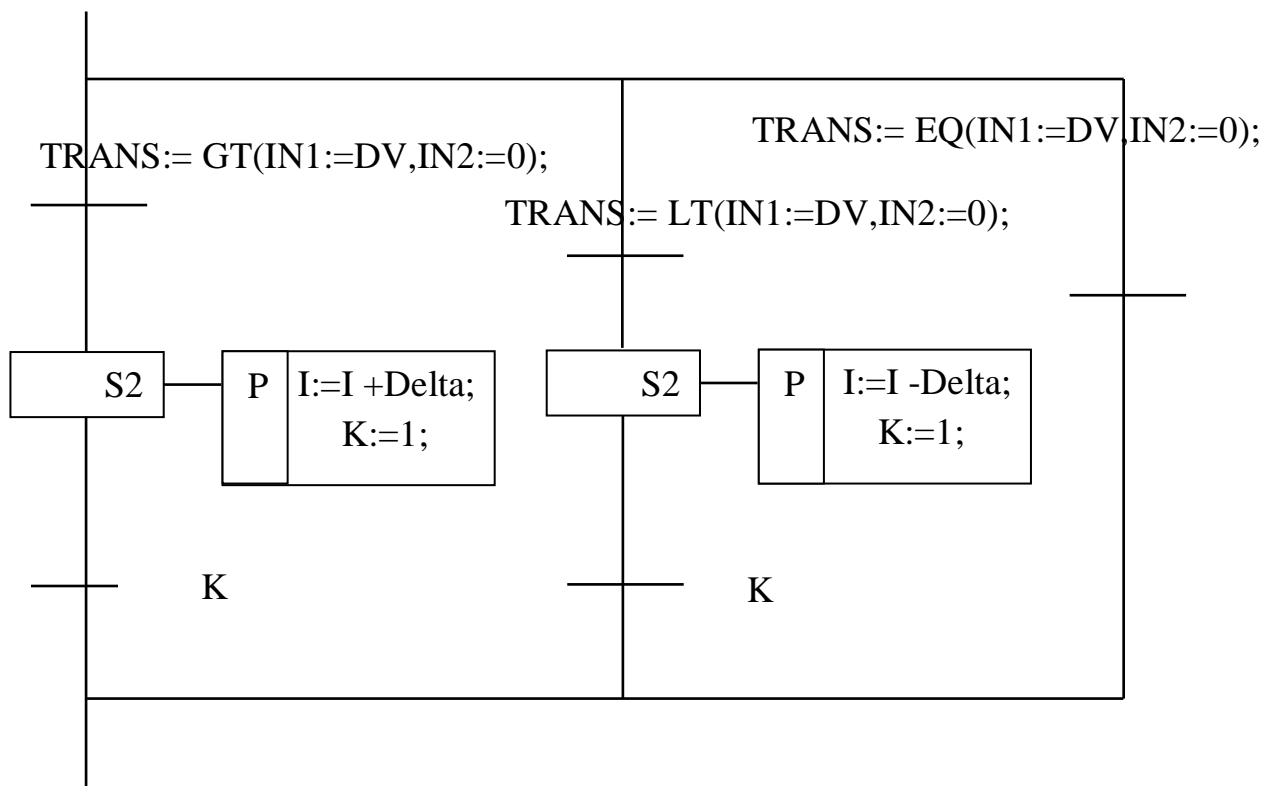 TRANS:= EQ(IN1:=DV,IN2:=0);
TRANS:= GT(IN1:=DV,IN2:=0);
TRANS:= LT(IN1:=DV,IN2:=0);
S2
P
I:=I +Delta;
K:=1;
S2
P
I:=I -Delta;
K:=1;
K
K